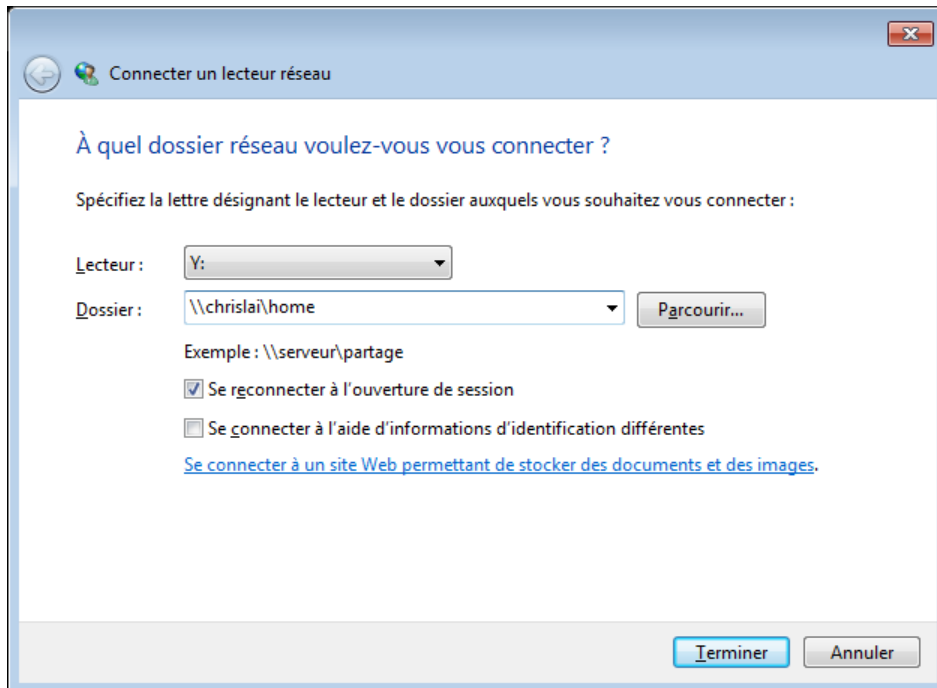 Connecter un lecteur réseau
À quel dossier réseau voulez-vous vous connecter ?
Spécifiez la lettre désignant le lecteur et le dossier auxquels vous souhaitez vous connecter :
Lecteur : Y:
Dossier : \\chrislai\home Parcourir...
Exemple : \\serveur\partage
Se reconnecter à l'ouverture de session
Se connecter à l'aide d'informations d'identification différentes
Se connecter à un site Web permettant de stocker des documents et des images.
Terminer Annuler